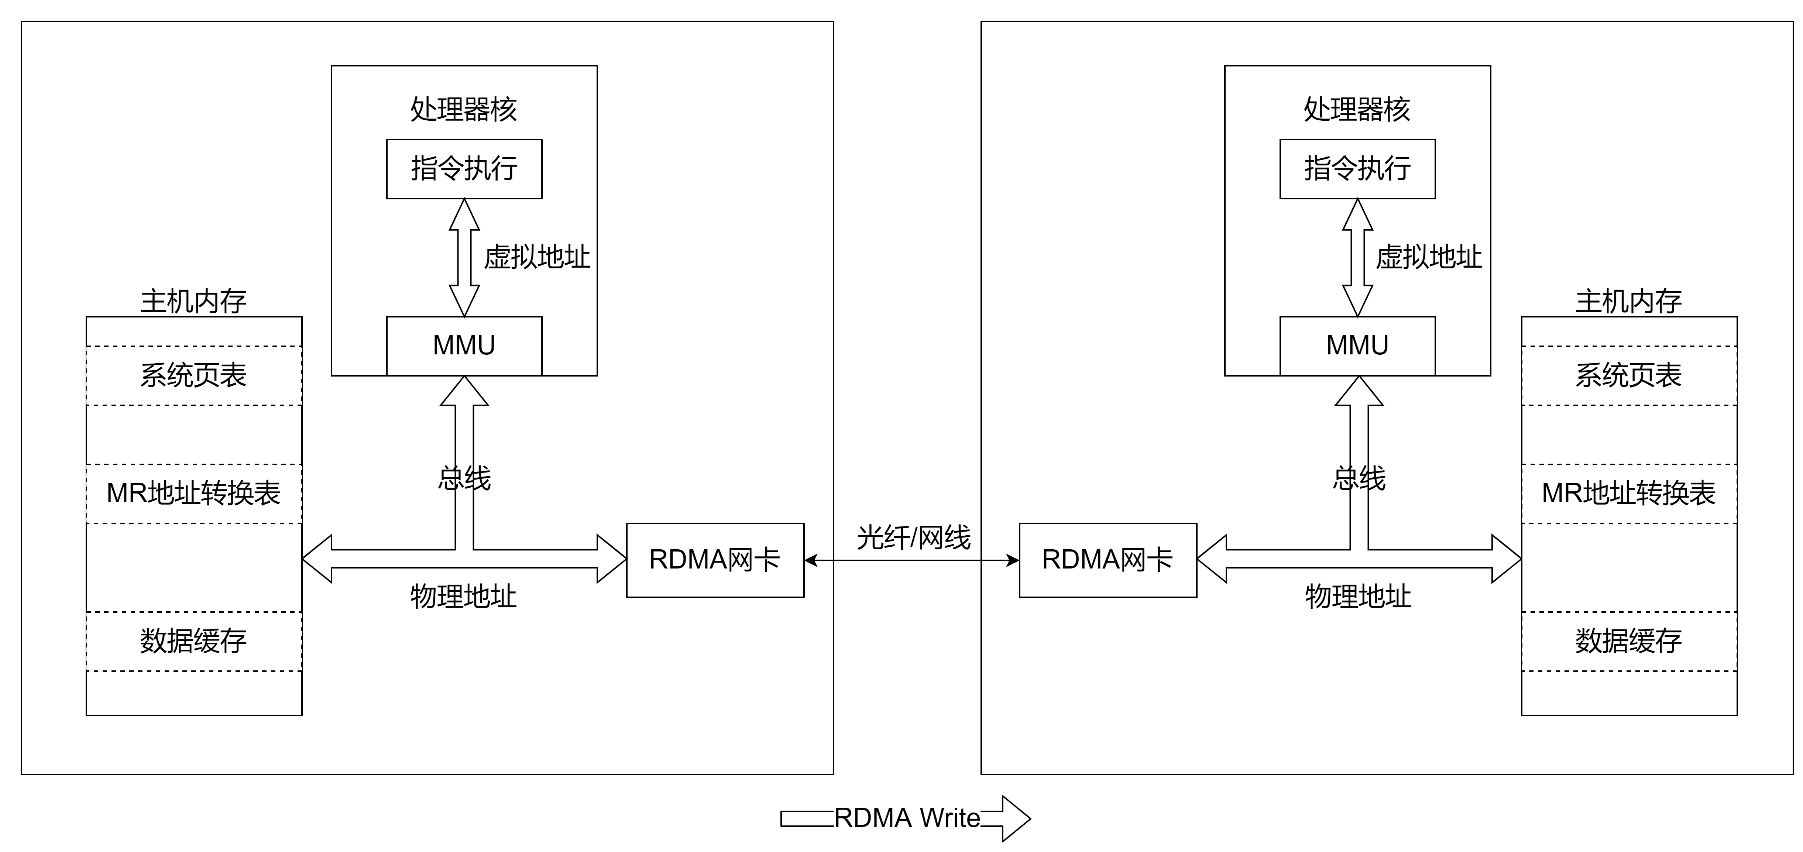 处理器核
指令执行
虚拟地址
MMU
主机内存
系统页表
MR地址转换表
数据缓存
总线
物理地址
RDMA网卡
光纤/网线
处理器核
指令执行
虚拟地址
MMU
主机内存
系统页表
MR地址转换表
数据缓存
总线
物理地址
RDMA网卡
RDMA Write